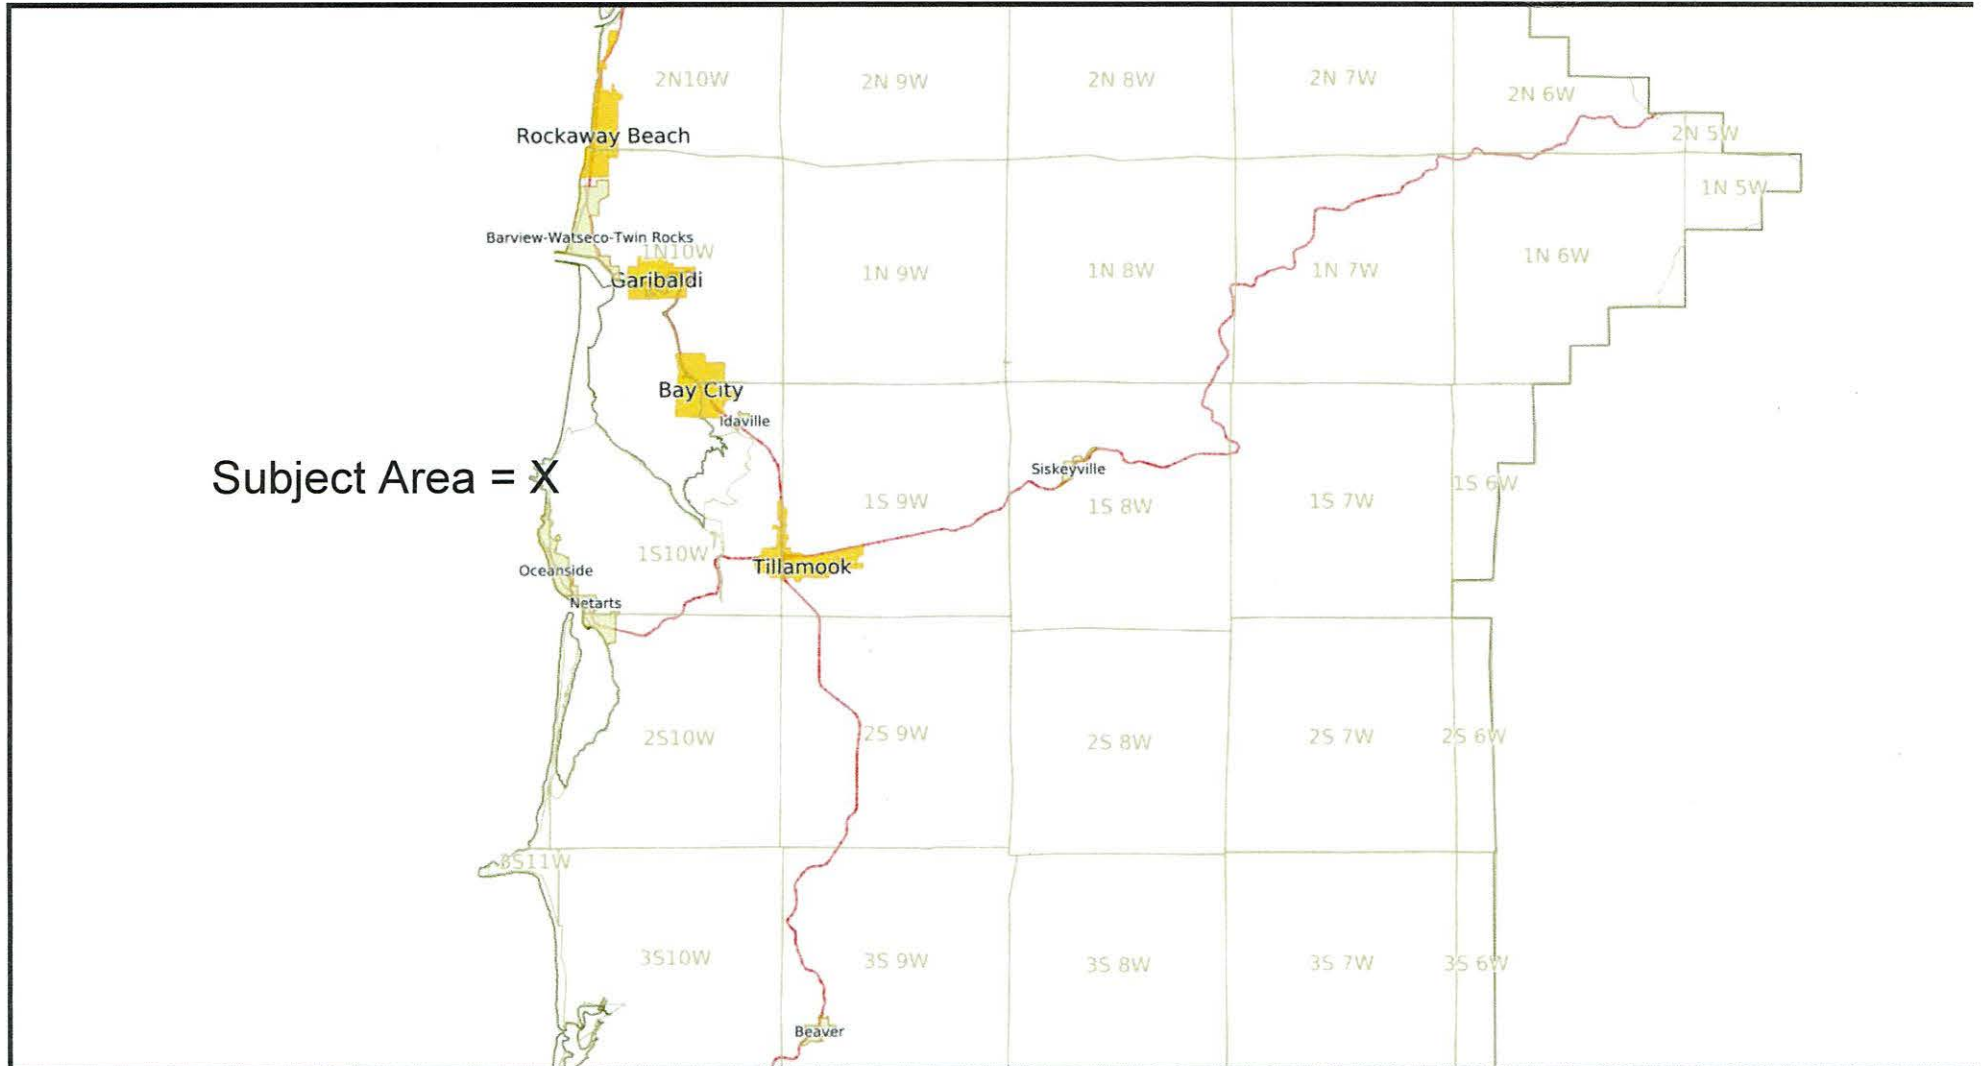 2N10W
2N 9W
2N 8W
2N 7W
2N 6W
2N 5W
Rockaway Beach
1N 5W
Barview-Watseco-Twin Rocks
1N10W
1N 9W
1N 8W
1N 7W
1N 6W
Garibaldi
Bay City
Idaville
Subject Area = X
Siskeyville
1S 9W
1S 8W
1S 7W
1S 6W
1S10W
Tillamook
Oceanside
Netarts
2S10W
2S 9W
2S 8W
2S 7W
2S 6W
3S11W
3S10W
3S 9W
3S 8W
3S 7W
3S 6W
Beaver